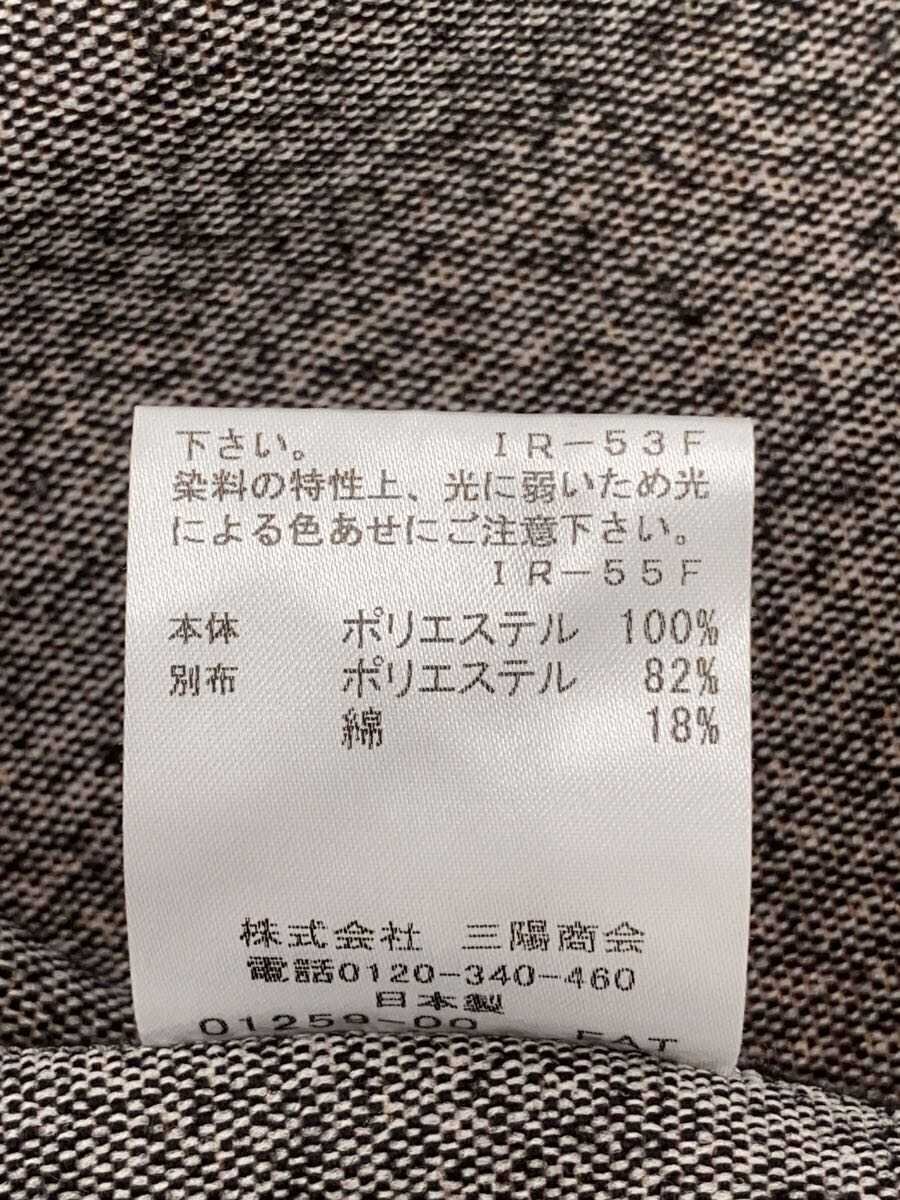 下さい。 IR-53F
染料の特性上、光に弱いため光
による色あせにご注意下さい。
IR-55F
本体 ポリエステル 100%
別布 ポリエステル 82%
綿 18%
株式会社 三陽商会
電話0120-340-460
日本製
01259-00